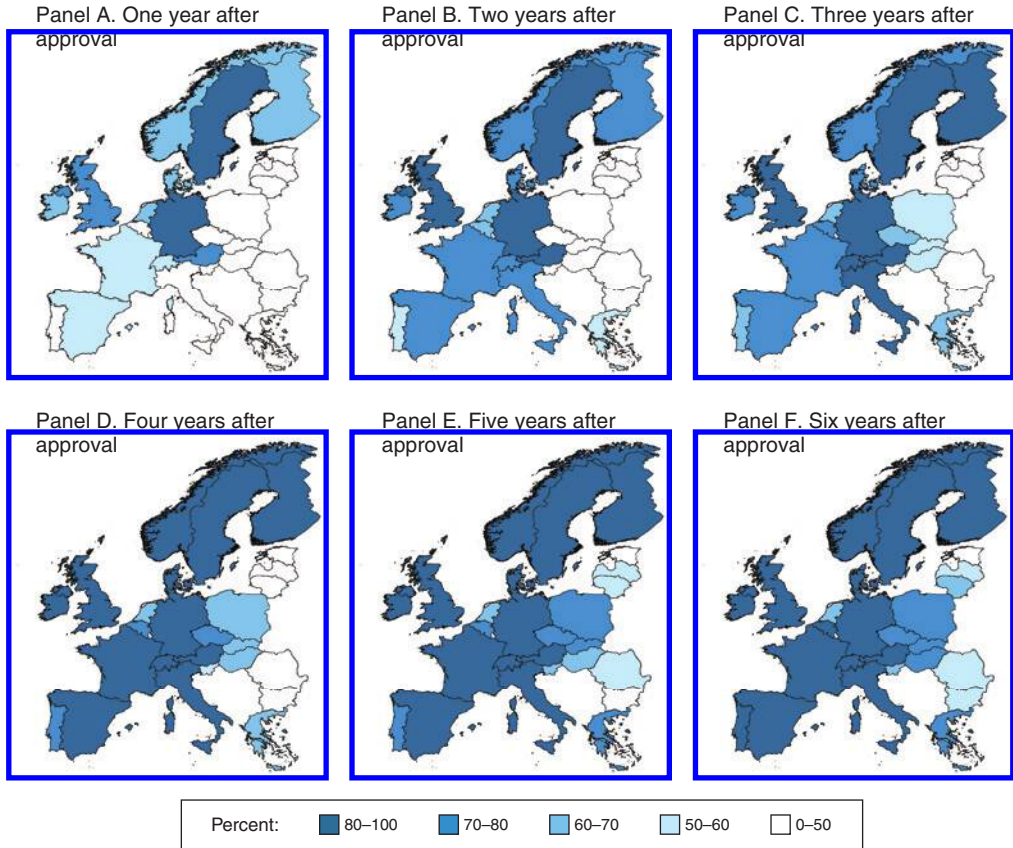 Panel A. One year after
approval
Panel B. Two years after
approval
Panel C. Three years after
approval
Panel D. Four years after
approval
Panel E. Five years after
approval
Panel F. Six years after
approval
Percent: 80–100 70–80 60–70 50–60 0–50